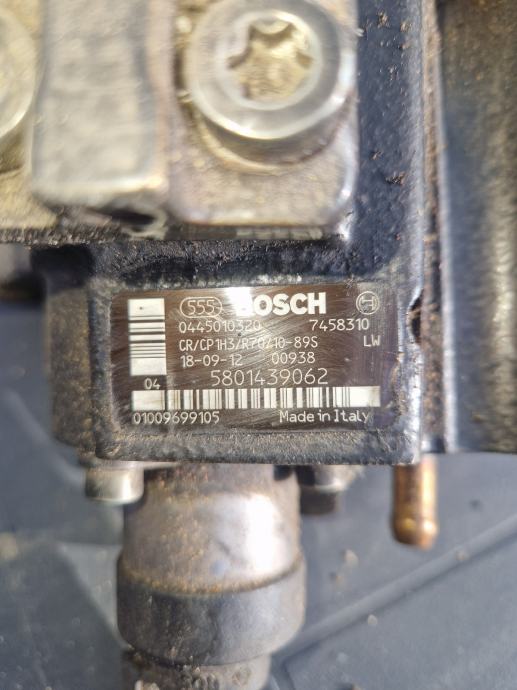 555 BOSCH
0445010320 7458310
CR/CP1H3/R70/10-89S LW
18-09-12 00938
04 5801439062
01009699105 Made in Italy